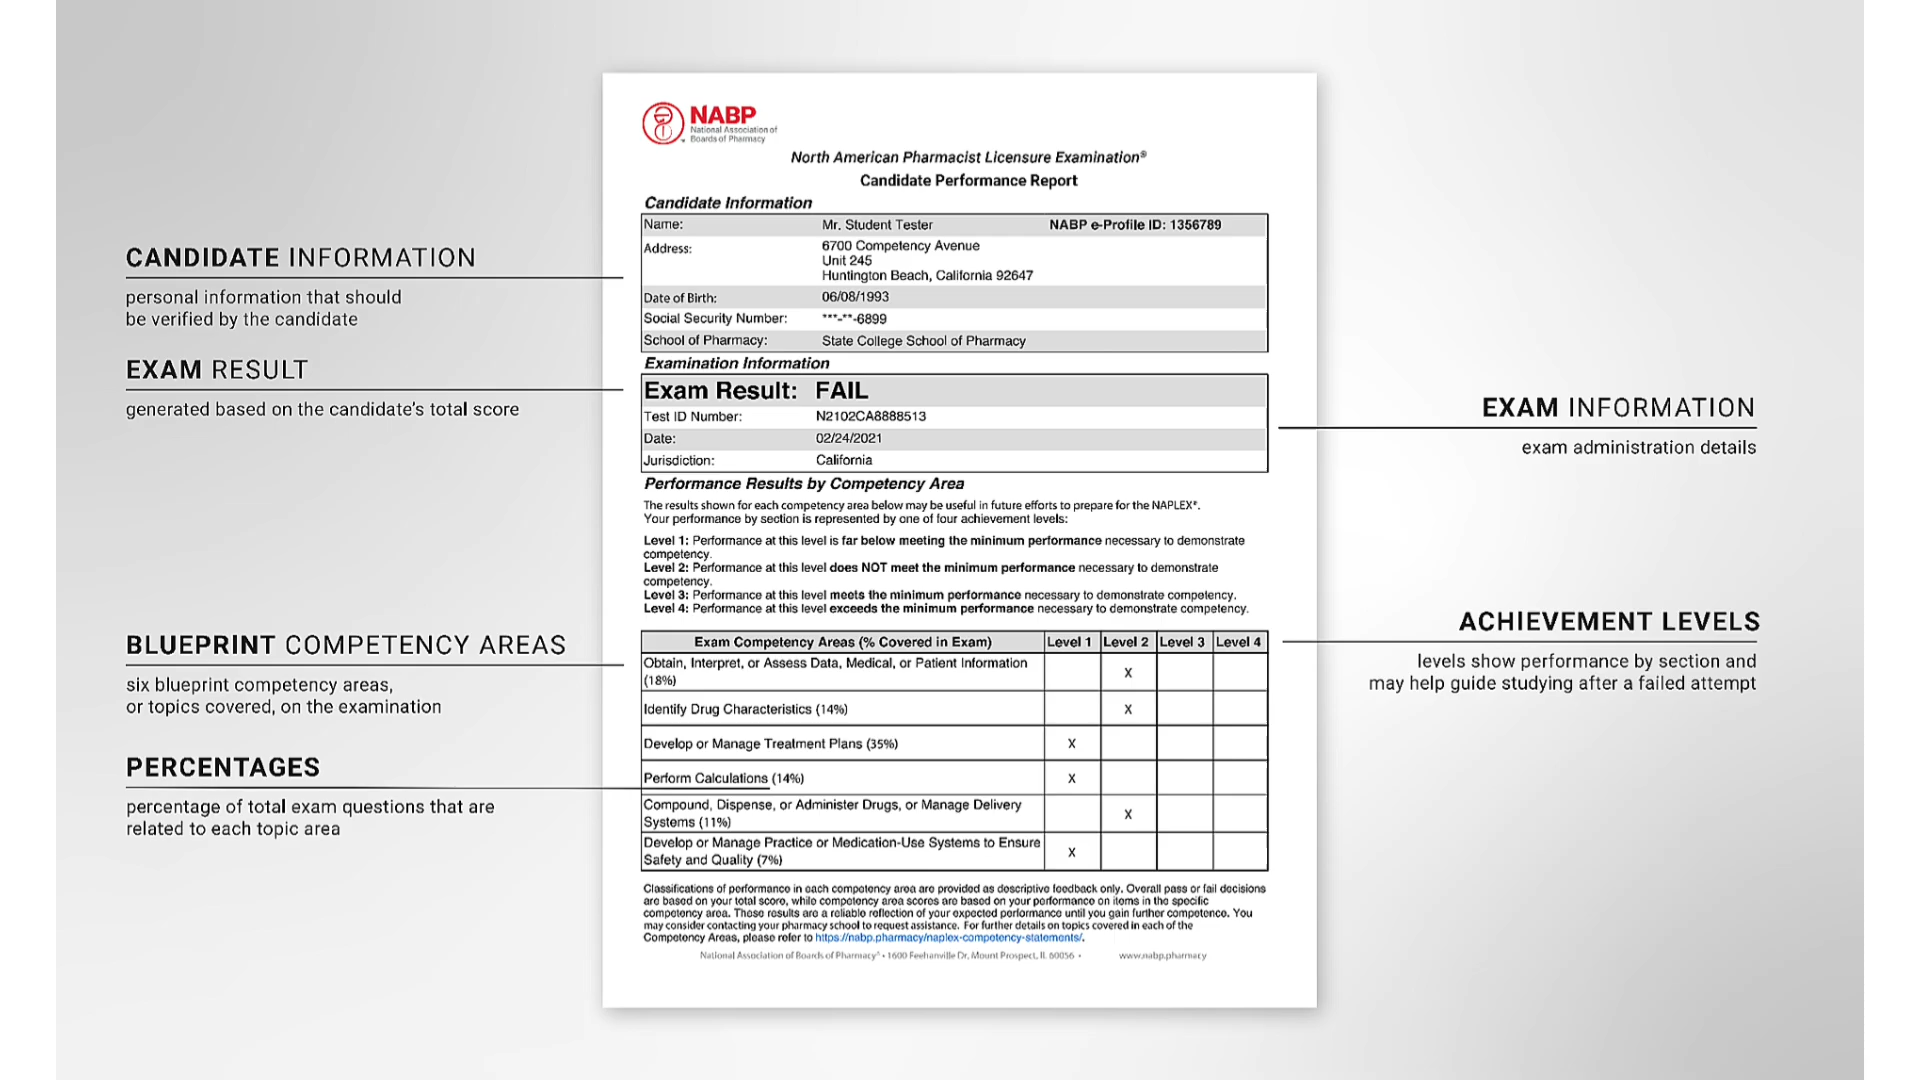 NABP
National Association of
Boards of Pharmacy
North American Pharmacist Licensure Examination®
Candidate Performance Report
Candidate Information
Name: Mr. Student Tester NABP e-Profile ID: 1356789
Address: 6700 Competency Avenue
Unit 245
Huntington Beach, California 92647
Date of Birth: 06/08/1993
Social Security Number: ***-**-6899
School of Pharmacy: State College School of Pharmacy
Examination Information
Exam Result: FAIL
Test ID Number: N2102CA8888513
Date: 02/24/2021
Jurisdiction: California
Performance Results by Competency Area
The results shown for each competency area below may be useful in future efforts to prepare for the NAPLEX®.
Your performance by section is represented by one of four achievement levels:
Level 1: Performance at this level is far below meeting the minimum performance necessary to demonstrate
competency.
Level 2: Performance at this level does NOT meet the minimum performance necessary to demonstrate
competency.
Level 3: Performance at this level meets the minimum performance necessary to demonstrate competency.
Level 4: Performance at this level exceeds the minimum performance necessary to demonstrate competency.
Exam Competency Areas (% Covered in Exam) Level 1 Level 2 Level 3 Level 4
Obtain, Interpret, or Assess Data, Medical, or Patient Information
(18%) X
Identify Drug Characteristics (14%) X
Develop or Manage Treatment Plans (35%) X
Perform Calculations (14%) X
Compound, Dispense, or Administer Drugs, or Manage Delivery
Systems (11%) X
Develop or Manage Practice or Medication-Use Systems to Ensure
Safety and Quality (7%) X
Classifications of performance in each competency area are provided as descriptive feedback only. Overall pass or fail decisions
are based on your total score, while competency area scores are based on your performance on items in the specific
competency area. These results are a reliable reflection of your expected performance until you gain further competence. You
may consider contacting your pharmacy school to request assistance. For further details on topics covered in each of the
Competency Areas, please refer to https://nabp.pharmacy/naplex-competency-statements/.
National Association of Boards of Pharmacy® • 1600 Feehanville Dr, Mount Prospect, IL 60056 • www.nabp.pharmacy
CANDIDATE INFORMATION
personal information that should
be verified by the candidate
EXAM RESULT
generated based on the candidate's total score
BLUEPRINT COMPETENCY AREAS
six blueprint competency areas,
or topics covered, on the examination
PERCENTAGES
percentage of total exam questions that are
related to each topic area
EXAM INFORMATION
exam administration details
ACHIEVEMENT LEVELS
levels show performance by section and
may help guide studying after a failed attempt